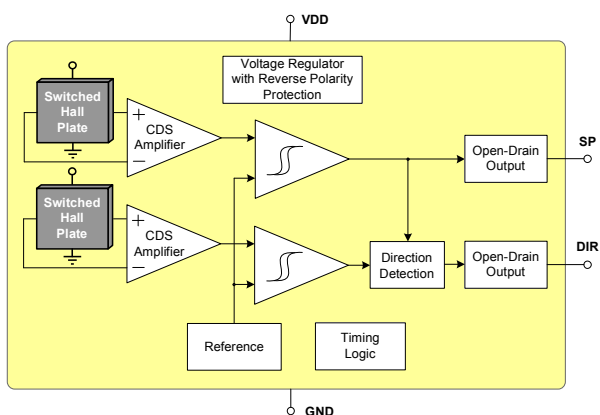 VDD
Voltage Regulator
with Reverse Polarity
Protection
Switched
Hall
Plate
+
−
CDS
Amplifier
Open-Drain
Output
SP
Switched
Hall
Plate
+
−
CDS
Amplifier
Direction
Detection
Open-Drain
Output
DIR
Reference
Timing
Logic
GND